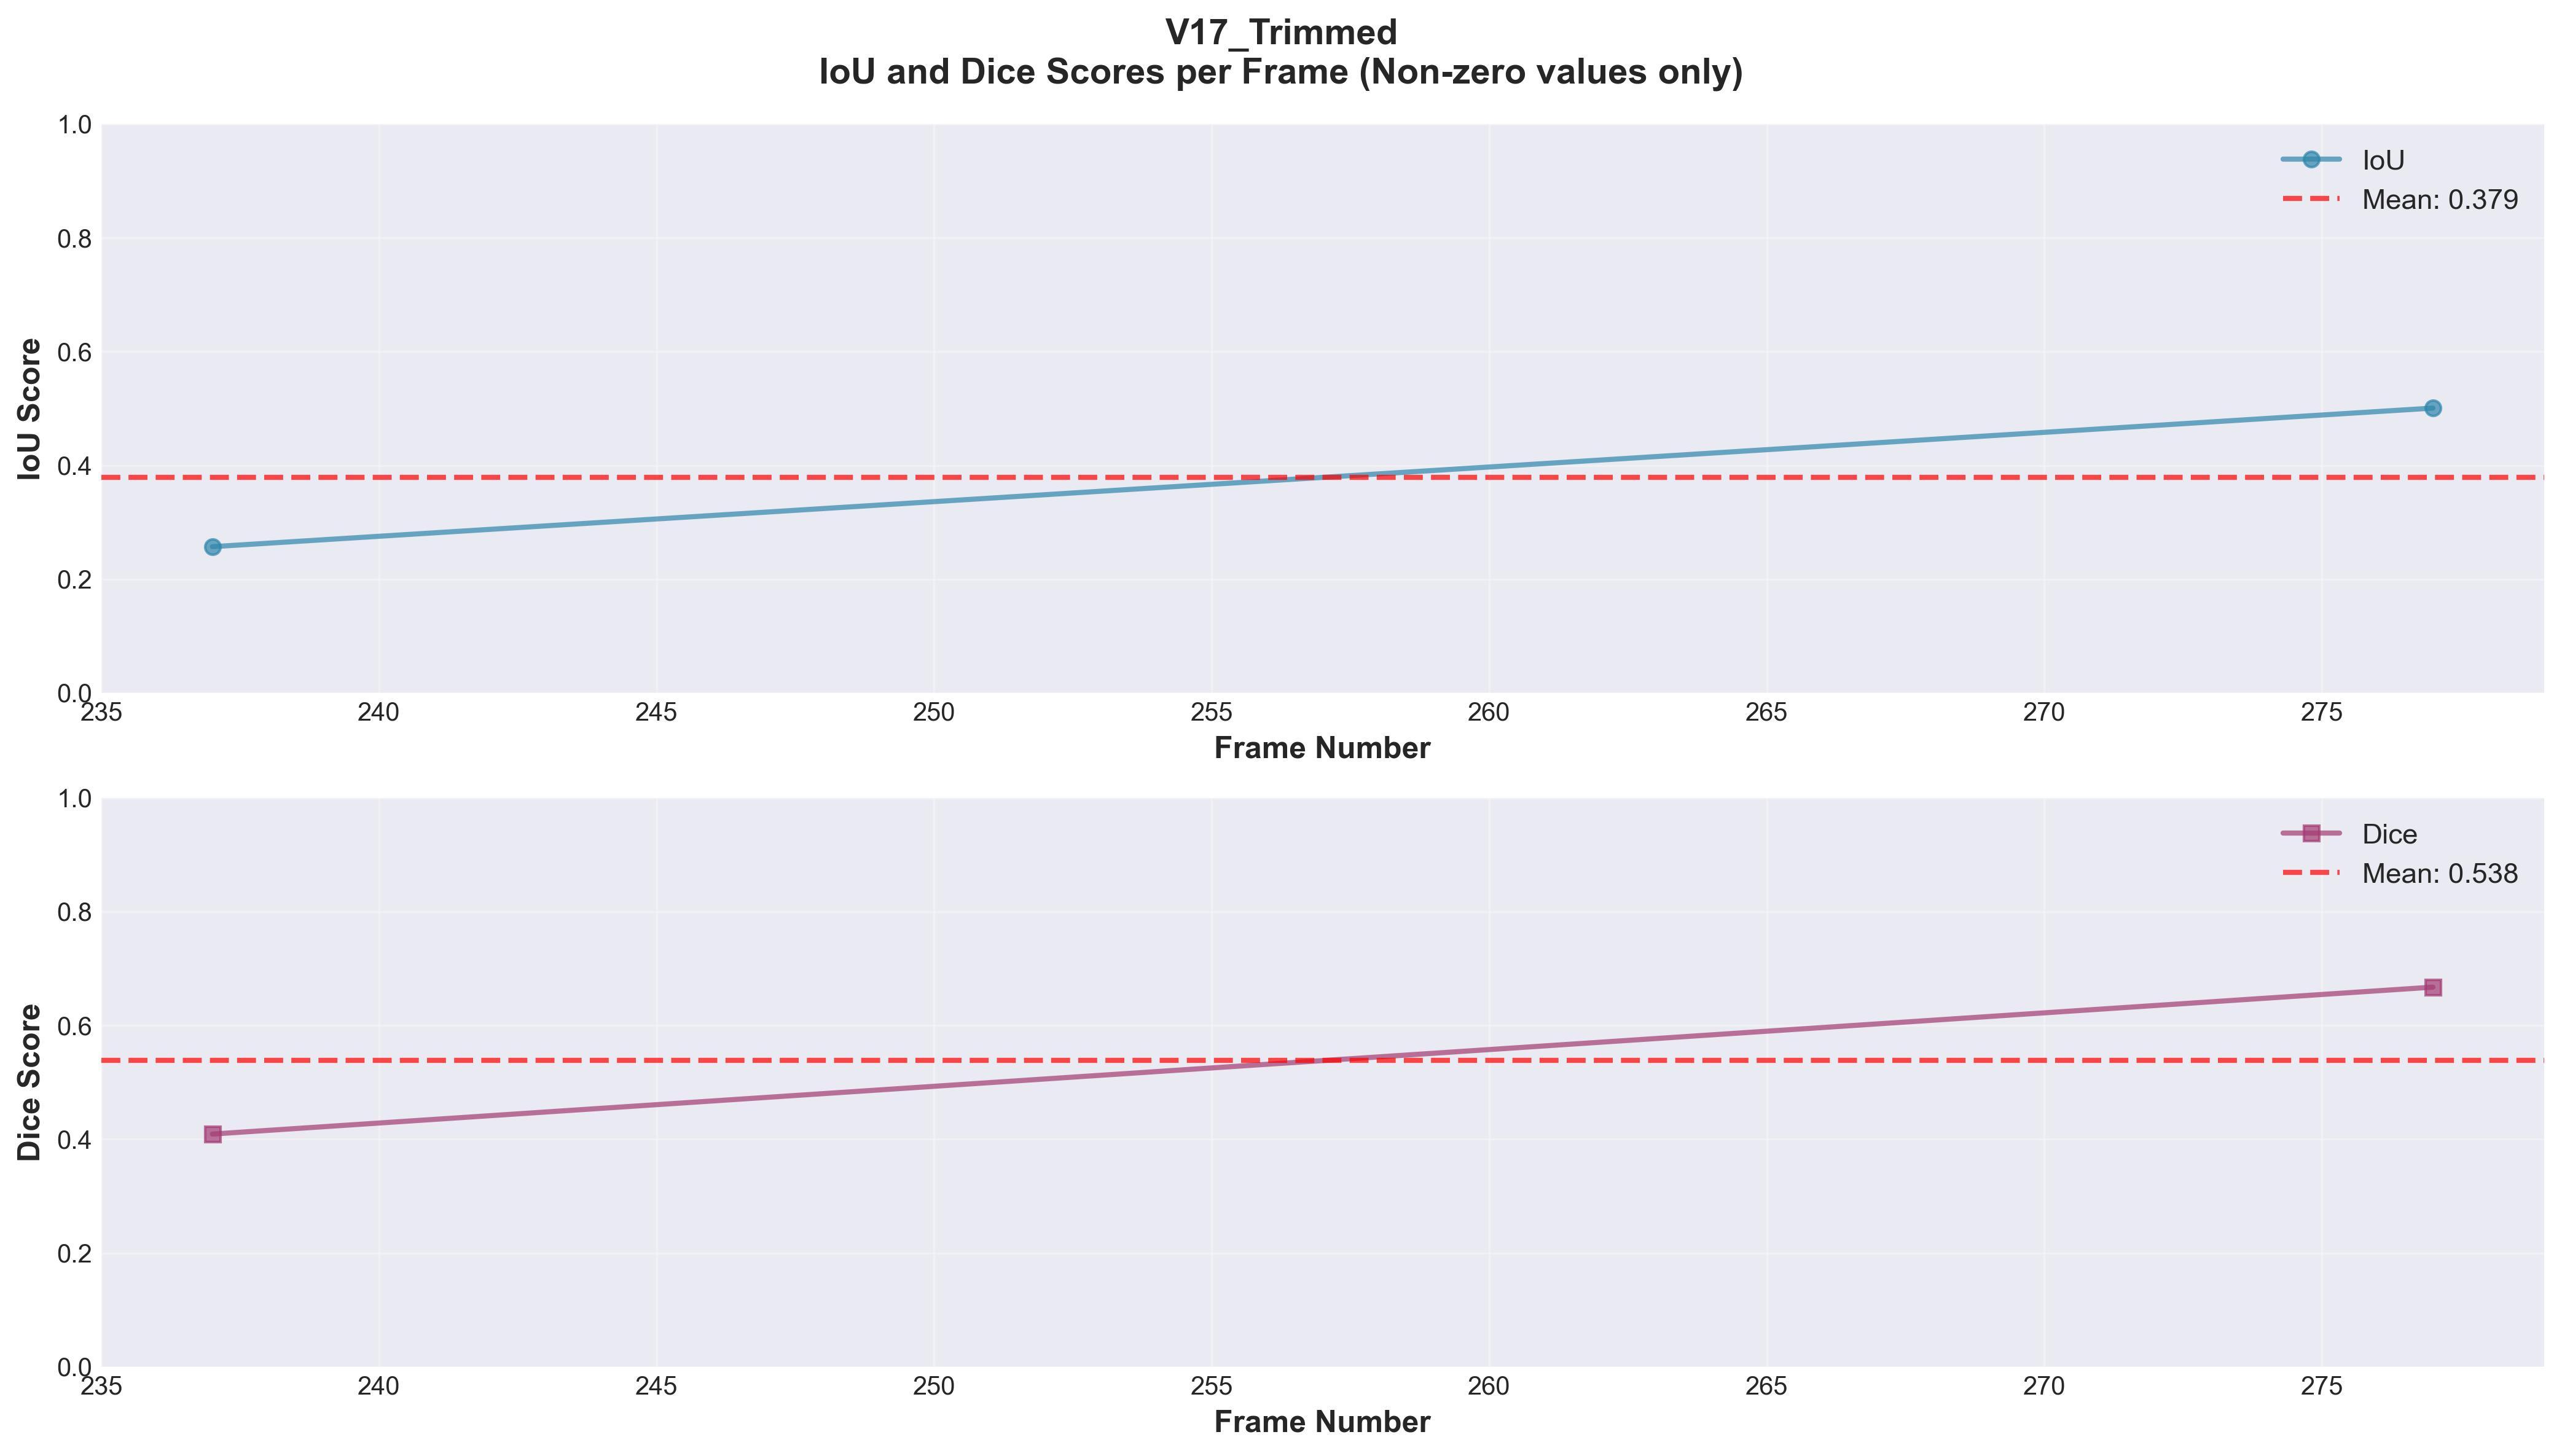 V17_Trimmed
IoU and Dice Scores per Frame (Non-zero values only)
IoU Score
1.0
0.8
0.6
0.4
0.2
0.0
IoU
Mean: 0.379
235 240 245 250 255 260 265 270 275
Frame Number
Dice Score
1.0
0.8
0.6
0.4
0.2
0.0
Dice
Mean: 0.538
235 240 245 250 255 260 265 270 275
Frame Number